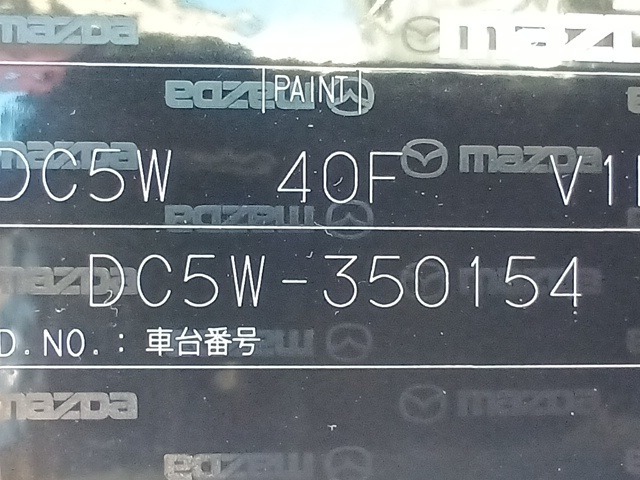 mazda mazda
mazda PAINT
DC5W 40F mazda V1
mazda
mazda DC5W-350154
D.NO.: 車台番号 mazda
mazda mazda
mazda